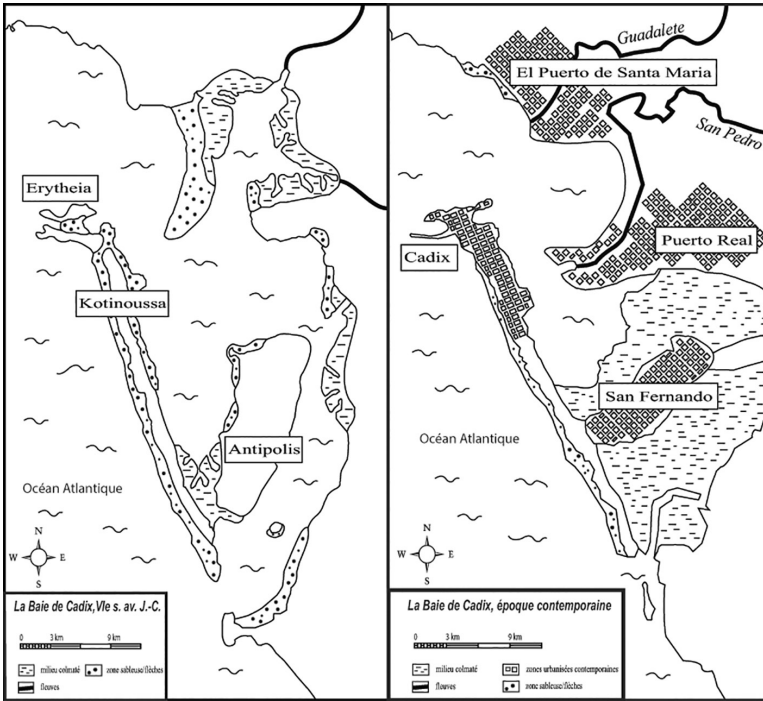 Erytheia
Kotinoussa
Antipolis
Océan Atlantique
N
W E
S
La Baie de Cadix, VIe s. av. J.-C.
0 3 km 9 km
milieu colmaté
zone sableuse/flèches
fleuves
Guadalete
El Puerto de Santa Maria
San Pedro
Puerto Real
Cadix
San Fernando
Océan Atlantique
N
W E
S
La Baie de Cadix, époque contemporaine
0 3 km 9 km
milieu colmaté
zones urbanisées contemporaines
fleuves
zone sableuse/flèches